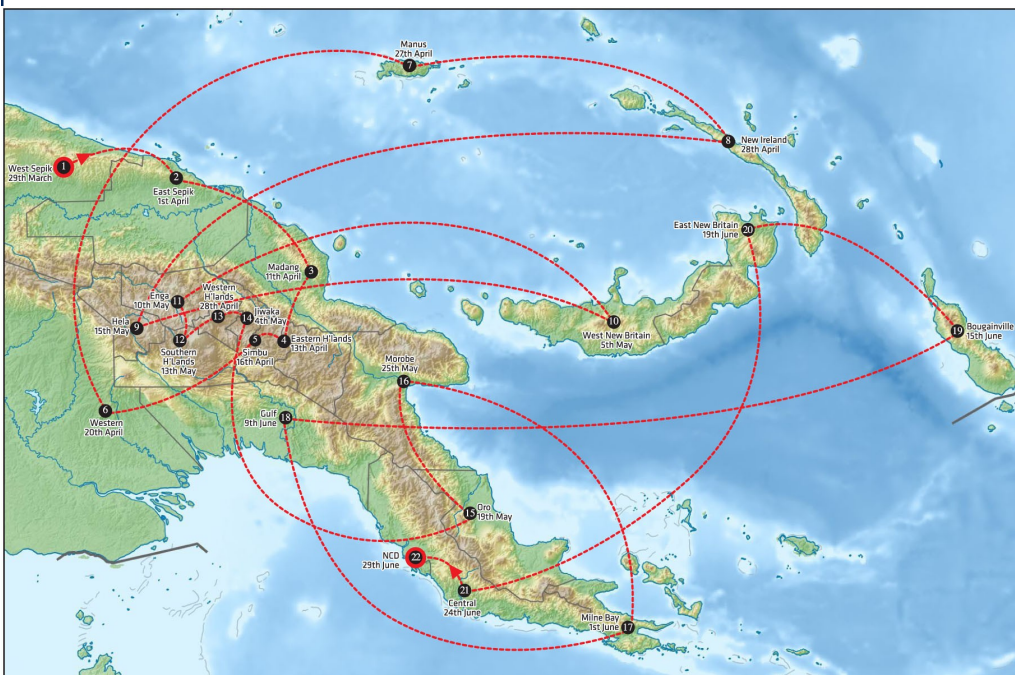 Manus
27th April
7
8
New Ireland
28th April
1
West Sepik
29th March
2
East Sepik
1st April
East New Britain
19th June
20
Madang
11th April
3
Enga
10th May
11
Western
H'lands
28th April
13
14
Jiwaka
4th May
Hela
15th May
9
12
Southern
H'lands
13th May
5
Simbu
16th April
4
Eastern H'lands
13th April
10
West New Britain
5th May
19
Bougainville
15th June
Morobe
25th May
16
6
Western
20th April
Gulf
9th June
18
15
Oro
19th May
NCD
29th June
22
21
Central
24th June
Milne Bay
1st June
17